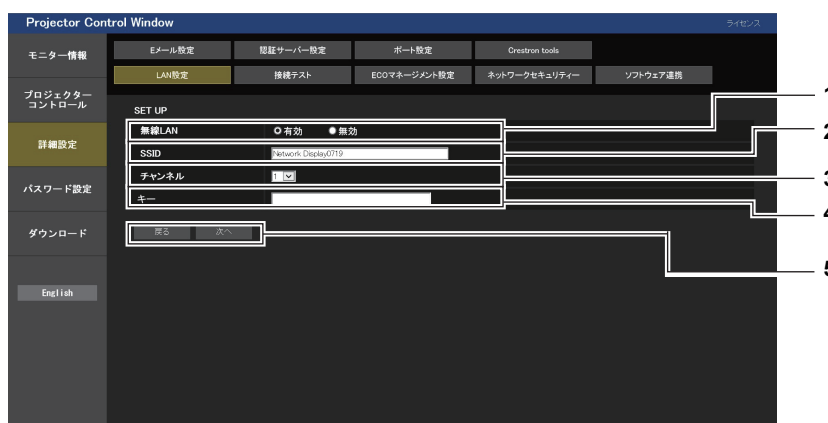 Projector Control Window
ライセンス
モニター情報
Eメール設定
認証サーバー設定
ポート設定
Crestron tools
LAN設定
接続テスト
ECOマネージメント設定
ネットワークセキュリティー
ソフトウェア連携
プロジェクター
コントロール
詳細設定
パスワード設定
ダウンロード
English
SET UP
無線LAN
有効
無効
SSID
Network Display0719
チャンネル
1
キー
戻る
次へ
1
2
3
4
5